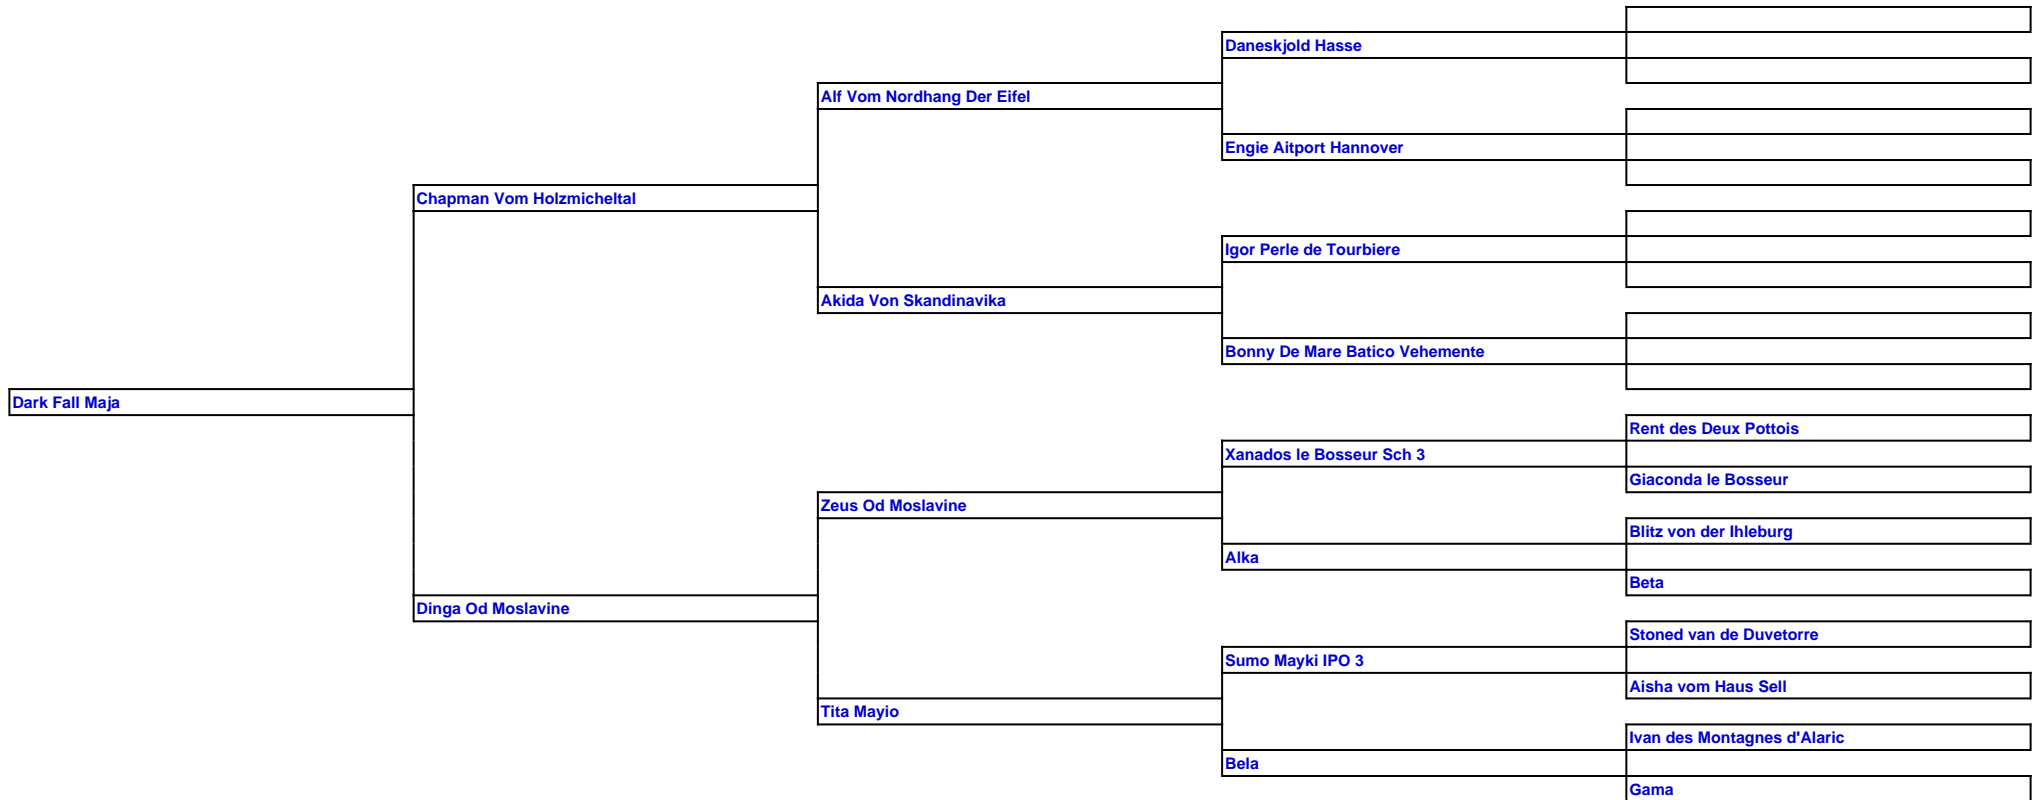 Daneskjold Hasse
Alf Vom Nordhang Der Eifel
Engie Aitport Hannover
Chapman Vom Holzmicheltal
Igor Perle de Tourbiere
Akida Von Skandinavika
Bonny De Mare Batico Vehemente
Dark Fall Maja
Rent des Deux Pottois
Xanados le Bosseur Sch 3
Giaconda le Bosseur
Zeus Od Moslavine
Blitz von der Ihleburg
Alka
Beta
Dinga Od Moslavine
Stoned van de Duvetorre
Sumo Mayki IPO 3
Aisha vom Haus Sell
Tita Mayio
Ivan des Montagnes d'Alaric
Bela
Gama